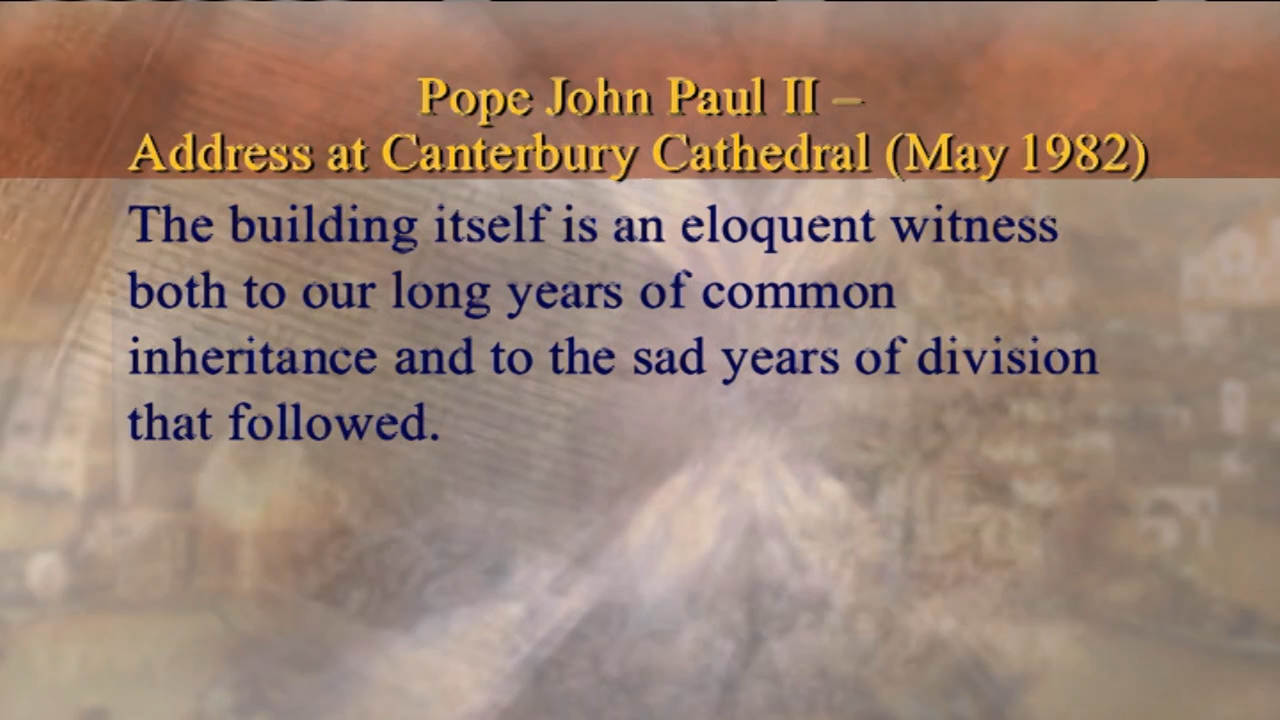 Pope John Paul II –
Address at Canterbury Cathedral (May 1982)
The building itself is an eloquent witness
both to our long years of common
inheritance and to the sad years of division
that followed.